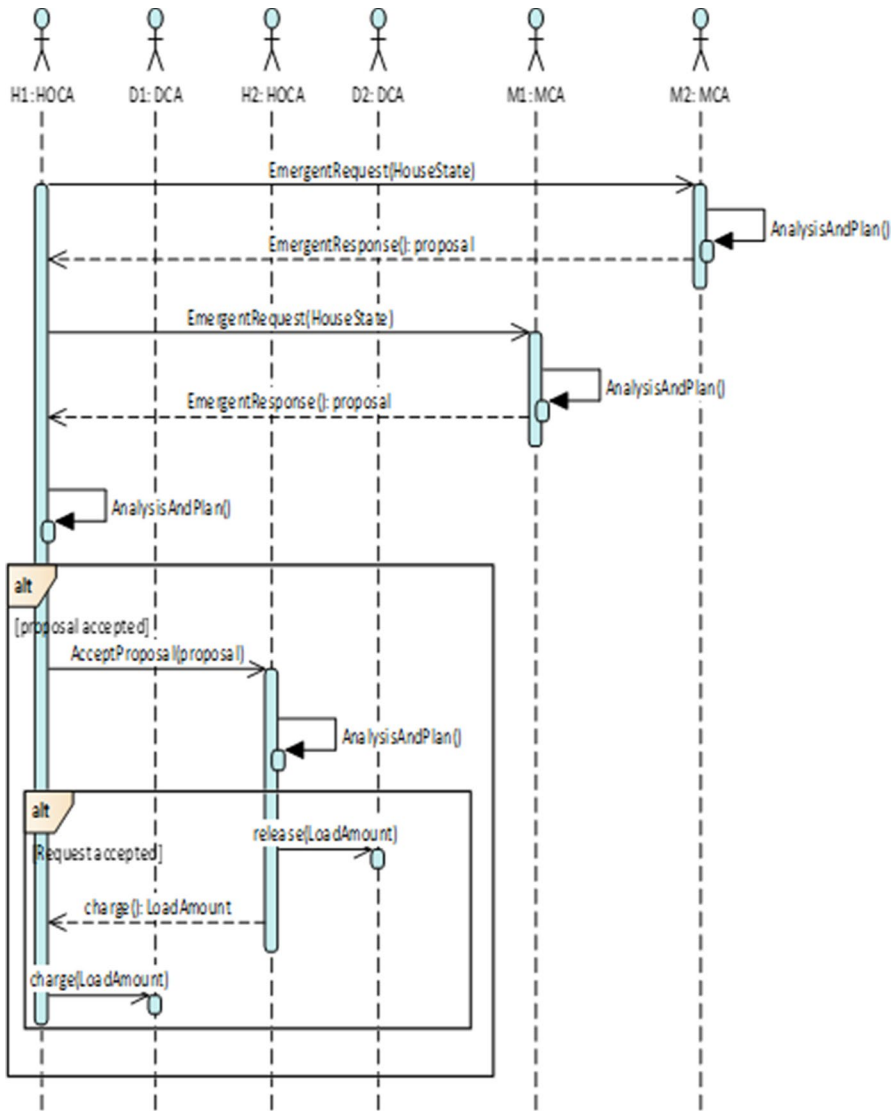 H1: HOCA
D1: DCA
H2: HOCA
D2: DCA
M1: MCA
M2: MCA
EmergentRequest(HouseState)
AnalysisAndPlan()
EmergentResponse(): proposal
EmergentRequest(HouseState)
AnalysisAndPlan()
EmergentResponse(): proposal
AnalysisAndPlan()
alt
[proposal accepted]
AcceptProposal(proposal)
AnalysisAndPlan()
alt
release(LoadAmount)
[Request accepted]
charge(): LoadAmount
charge(LoadAmount)